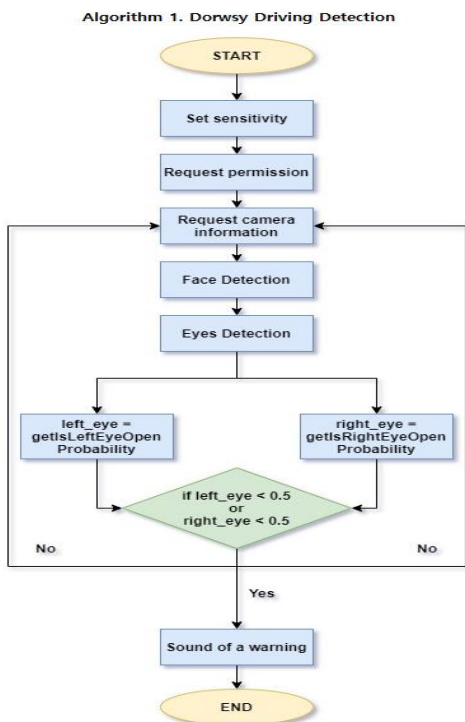 Algorithm 1. Dorwsy Driving Detection
START
Set sensitivity
Request permission
Request camera
information
Face Detection
Eyes Detection
left_eye =
getIsLeftEyeOpen
Probability
right_eye =
getIsRightEyeOpen
Probability
if left_eye < 0.5
or
right_eye < 0.5
No
No
Yes
Sound of a warning
END